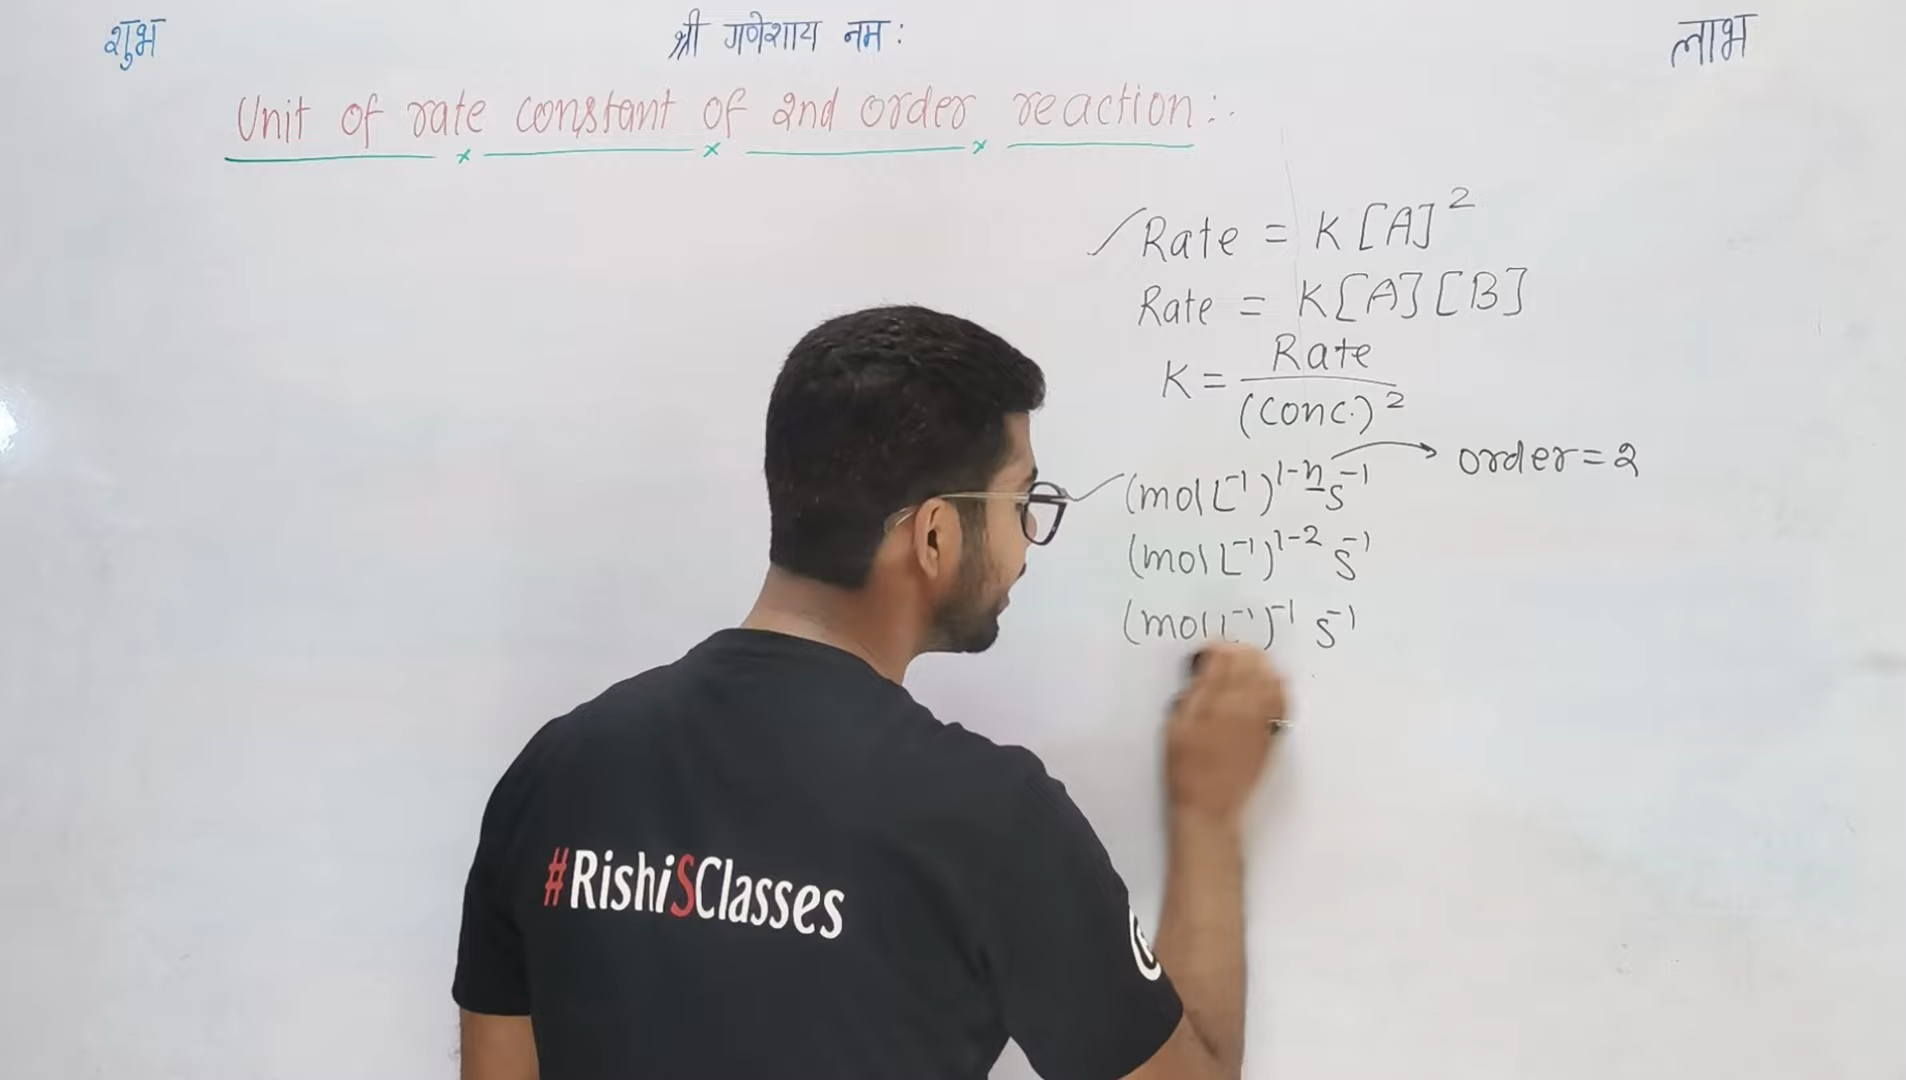 शुभ श्री गणेशाय नम: लाभ
Unit of rate constant of 2nd order reaction:-
Rate = K[A]²
Rate = K[A][B]
K = Rate
(Conc.)²
(mol L⁻¹)¹⁻ⁿ s⁻¹ → order = 2
(mol L⁻¹)¹⁻² s⁻¹
(mol L⁻¹)⁻¹ s⁻¹
#RishiSClasses